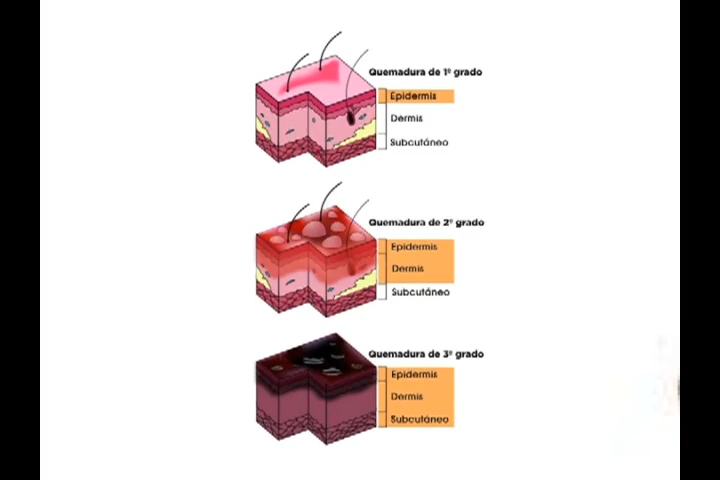 Quemadura de 1º grado
Epidermis
Dermis
Subcutáneo
Quemadura de 2º grado
Epidermis
Dermis
Subcutáneo
Quemadura de 3º grado
Epidermis
Dermis
Subcutáneo